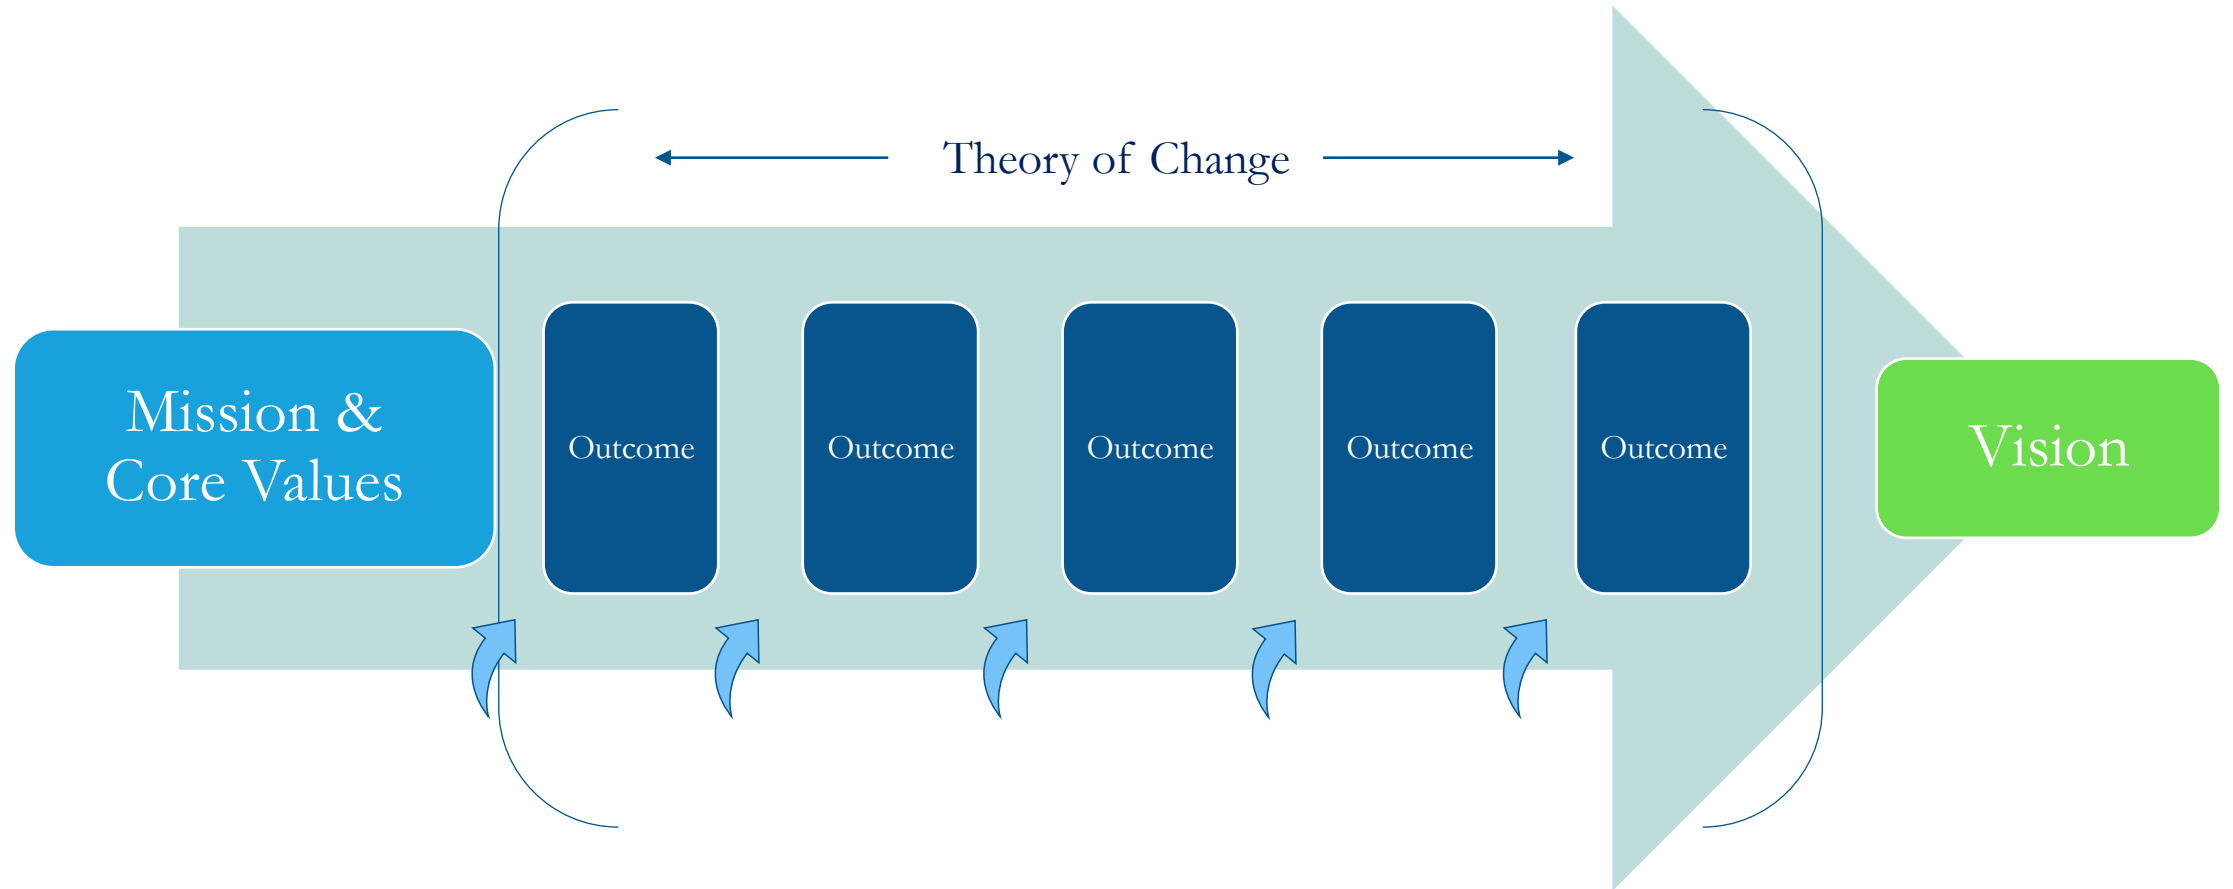 Theory of Change
Mission &
Core Values
Outcome
Outcome
Outcome
Outcome
Outcome
Vision